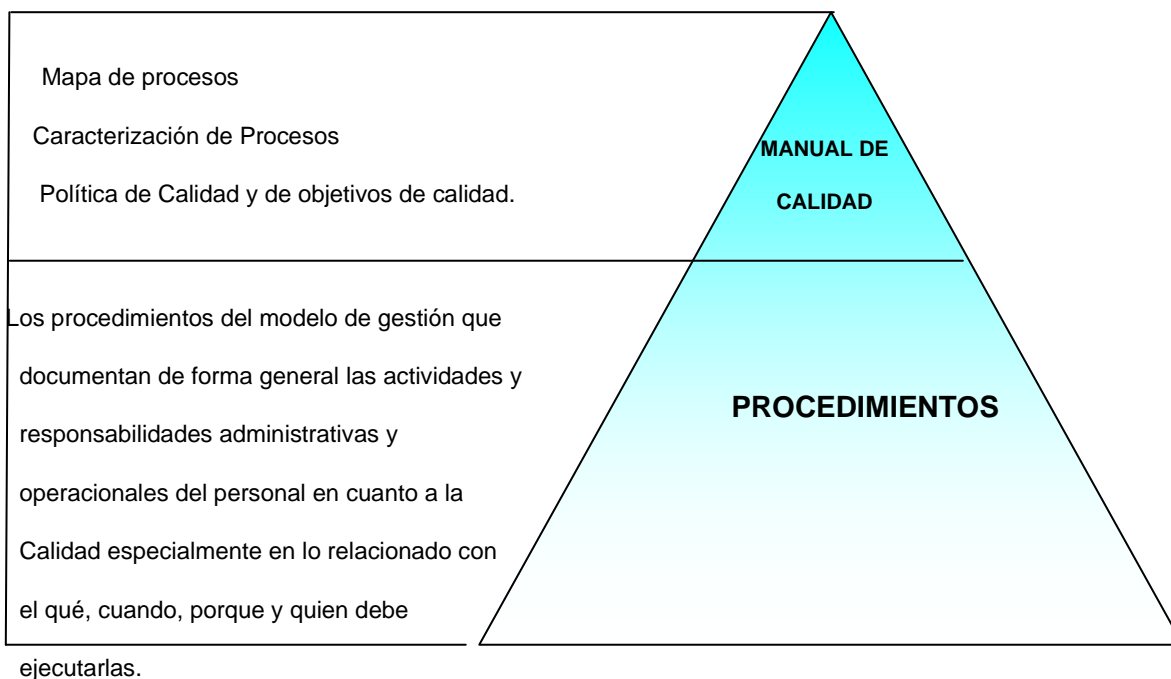 Mapa de procesos
Caracterización de Procesos
Política de Calidad y de objetivos de calidad.
MANUAL DE
CALIDAD
Los procedimientos del modelo de gestión que
documentan de forma general las actividades y
responsabilidades administrativas y
operacionales del personal en cuanto a la
Calidad especialmente en lo relacionado con
el qué, cuando, porque y quien debe
ejecutarlas.
PROCEDIMIENTOS